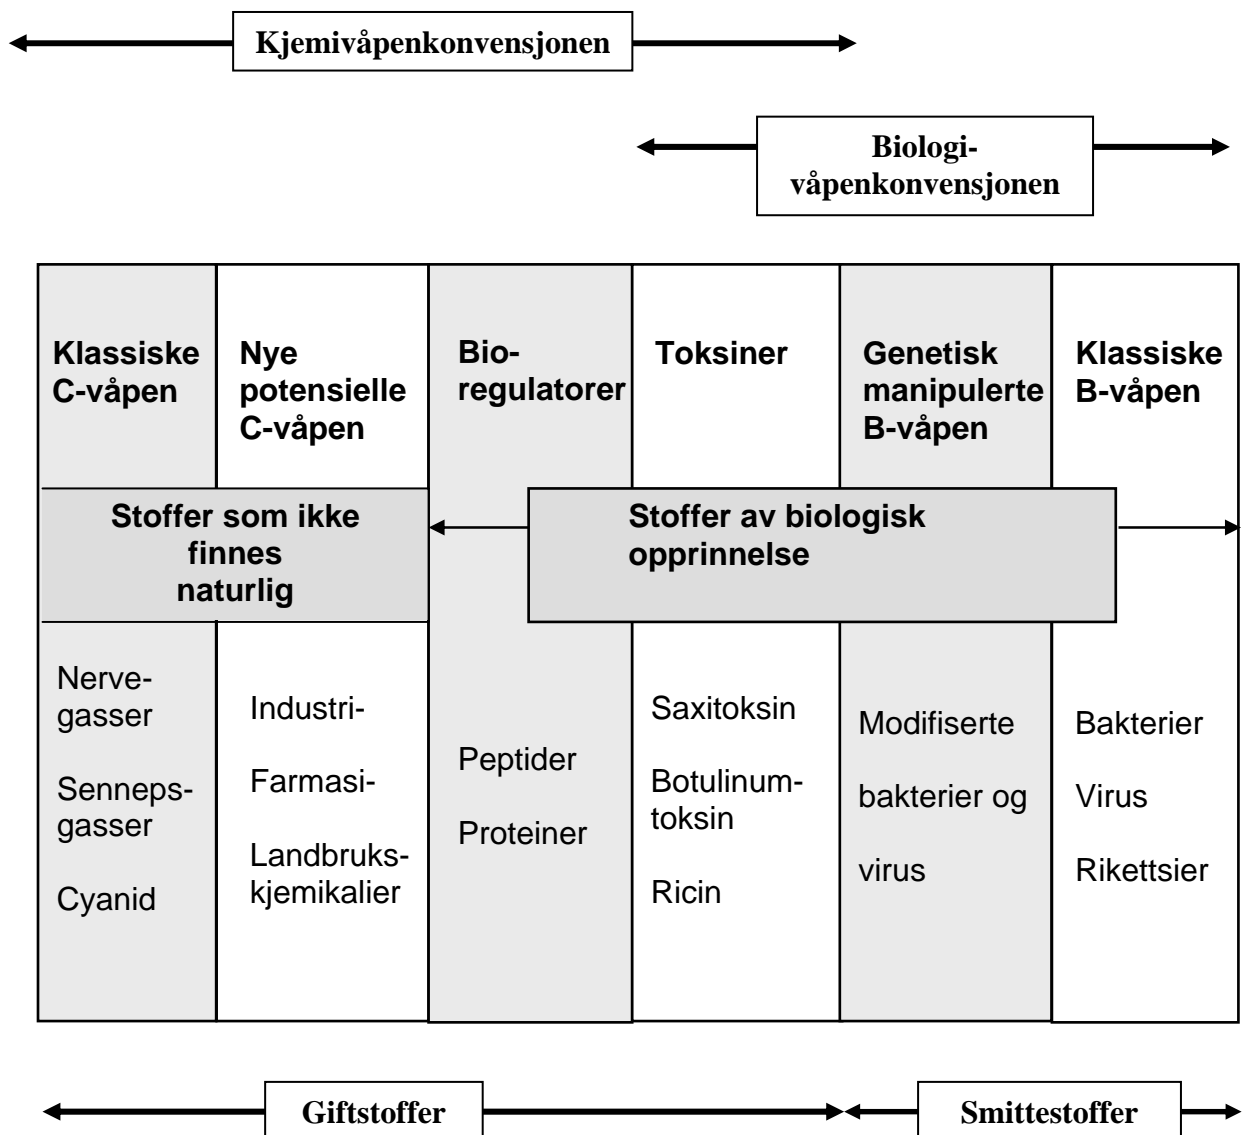 Kjemivåpenkonvensjonen
Biologi-
våpenkonvensjonen
Klassiske
C-våpen
Nye
potensielle
C-våpen
Bio-
regulatorer
Toksiner
Genetisk
manipulerte
B-våpen
Klassiske
B-våpen
Stoffer som ikke
finnes
naturlig
Stoffer av biologisk
opprinnelse
Nerve-
gasser
Senneps-
gasser
Cyanid
Industri-
Farmasi-
Landbruks-
kjemikalier
Peptider
Proteiner
Saxitoksin
Botulinum-
toksin
Ricin
Modifiserte
bakterier og
virus
Bakterier
Virus
Rikettsier
Giftstoffer
Smittestoffer